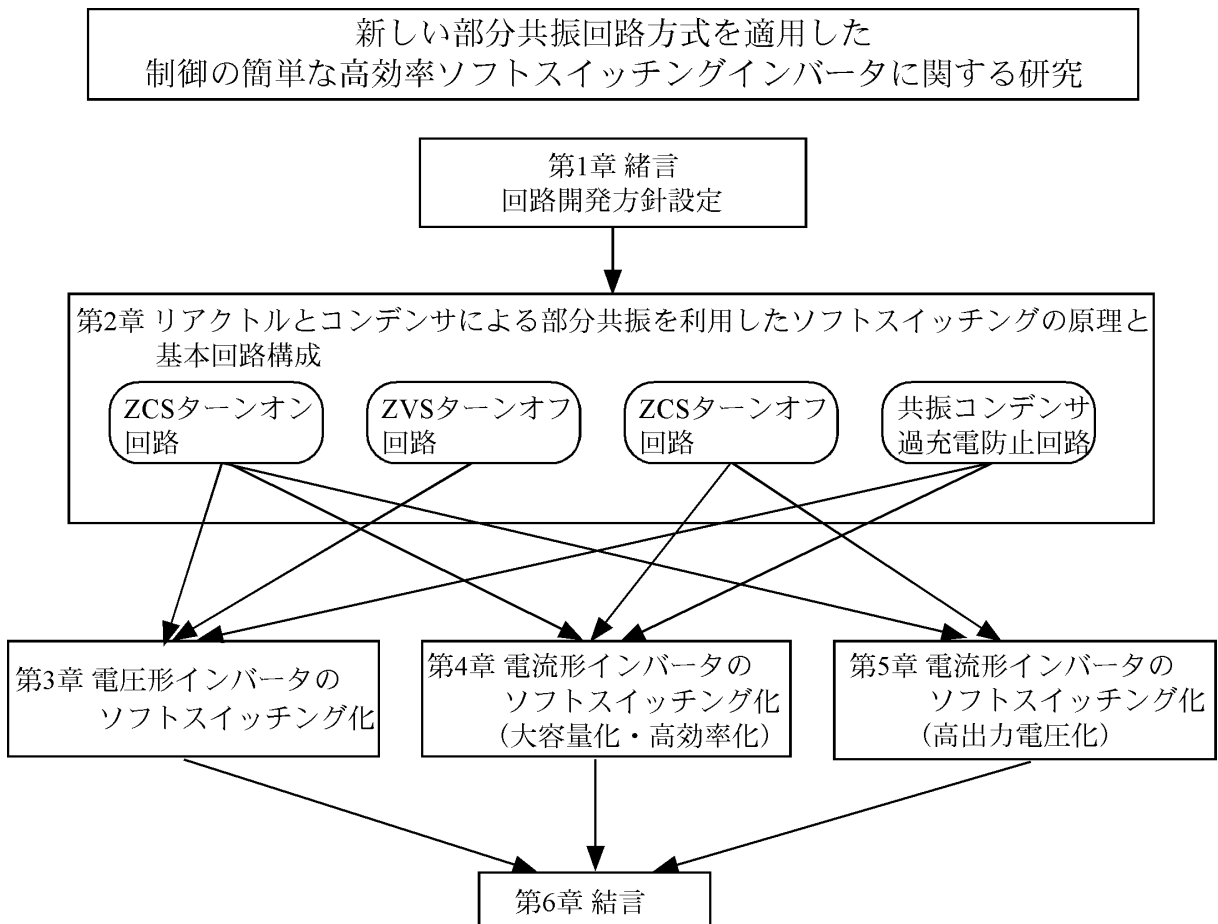 新しい部分共振回路方式を適用した
制御の簡単な高効率ソフトスイッチングインバータに関する研究
第1章 緒言
回路開発方針設定
第2章 リアクトルとコンデンサによる部分共振を利用したソフトスイッチングの原理と
基本回路構成
ZCSターンオン
回路
ZVSターンオフ
回路
ZCSターンオフ
回路
共振コンデンサ
過充電防止回路
第3章 電圧形インバータの
ソフトスイッチング化
第4章 電流形インバータの
ソフトスイッチング化
（大容量化・高効率化）
第5章 電流形インバータの
ソフトスイッチング化
（高出力電圧化）
第6章 結言